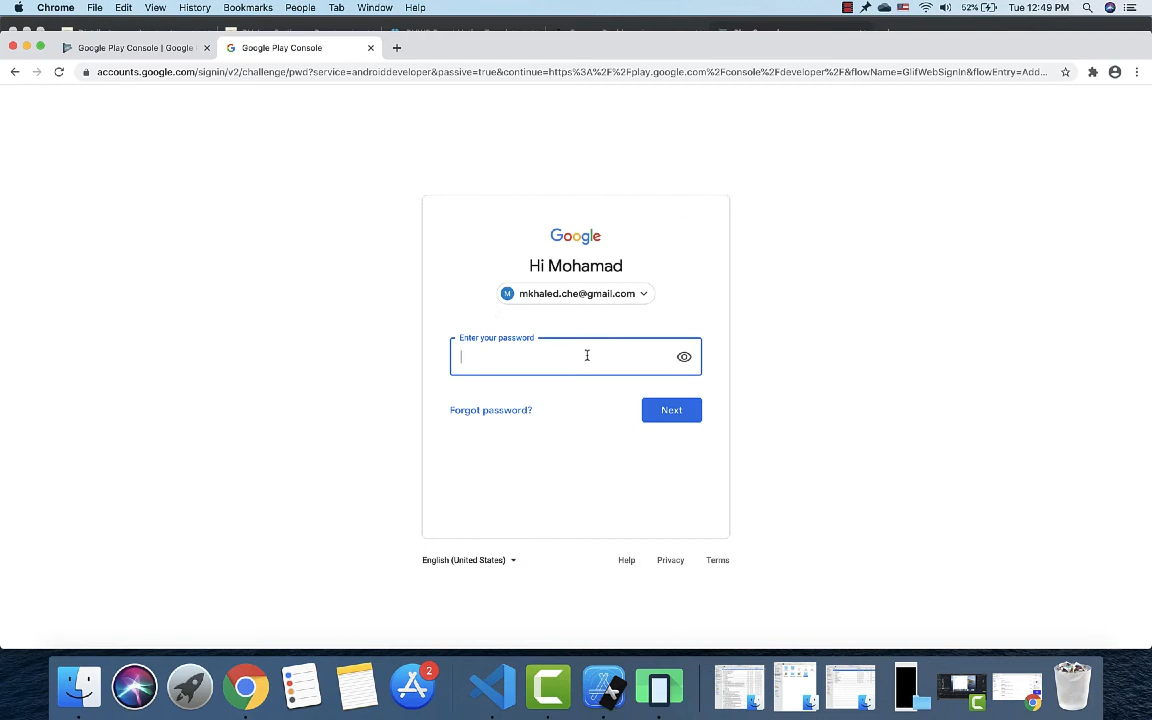 Chrome File Edit View History Bookmarks People Tab Window Help 52% Tue 12:49 PM
Google Play Console | Google Google Play Console
accounts.google.com/signin/v2/challenge/pwd?service=androiddeveloper&passive=true&continue=https%3A%2F%2Fplay.google.com%2Fconsole%2Fdeveloper%2F&flowName=GlifWebSignIn&flowEntry=Add...
Google
Hi Mohamad
M mkhaled.che@gmail.com
Enter your password
Forgot password? Next
English (United States) Help Privacy Terms
2